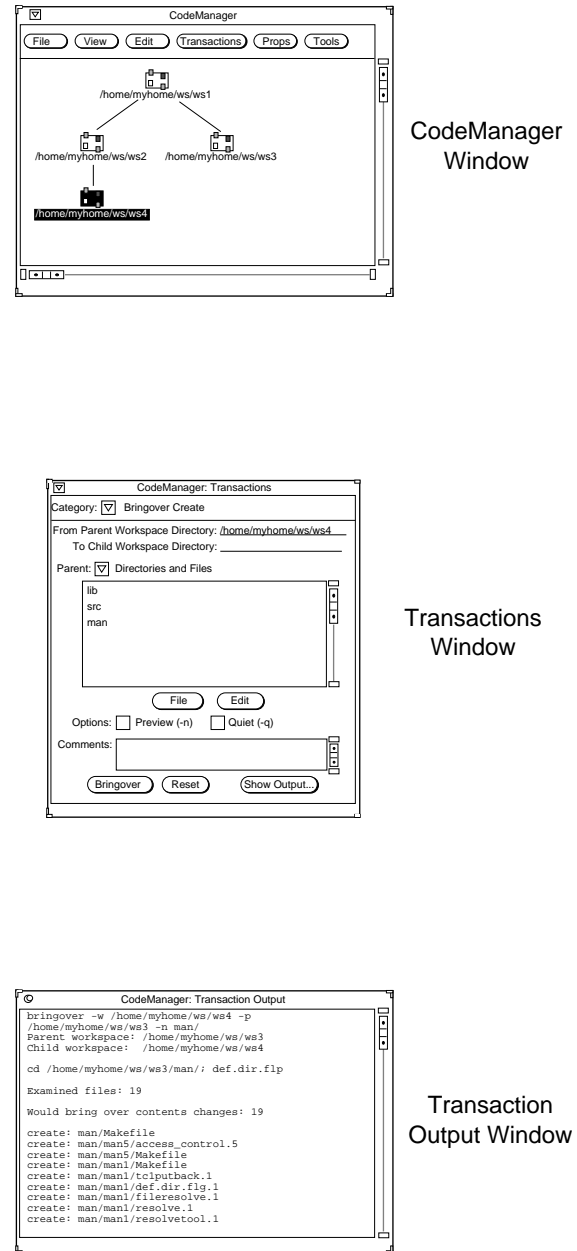 CodeManager
File View Edit Transactions Props Tools
/home/myhome/ws/ws1
/home/myhome/ws/ws2 /home/myhome/ws/ws3
/home/myhome/ws/ws4
CodeManager
Window
CodeManager: Transactions
Category: Bringover Create
From Parent Workspace Directory: /home/myhome/ws/ws4
To Child Workspace Directory:
Parent: Directories and Files
lib
src
man
File Edit
Options: Preview (-n) Quiet (-q)
Comments:
Bringover Reset Show Output...
Transactions
Window
CodeManager: Transaction Output
bringover -w /home/myhome/ws/ws4 -p
/home/myhome/ws/ws3 -n man/
Parent workspace: /home/myhome/ws/ws3
Child workspace: /home/myhome/ws/ws4
cd /home/myhome/ws/ws3/man/; def.dir.flp
Examined files: 19
Would bring over contents changes: 19
create: man/Makefile
create: man/man5/access_control.5
create: man/man5/Makefile
create: man/man1/Makefile
create: man/man1/tc1putback.1
create: man/man1/def.dir.flg.1
create: man/man1/fileresolve.1
create: man/man1/resolve.1
create: man/man1/resolvetool.1
Transaction
Output Window